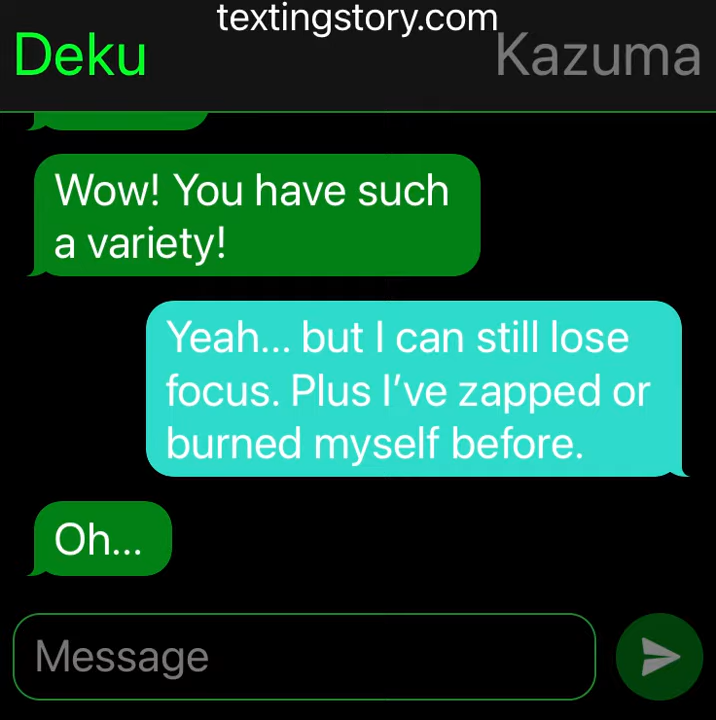 textingstory.com
Deku
Kazuma
Wow! You have such
a variety!
Yeah... but I can still lose
focus. Plus I’ve zapped or
burned myself before.
Oh...
Message